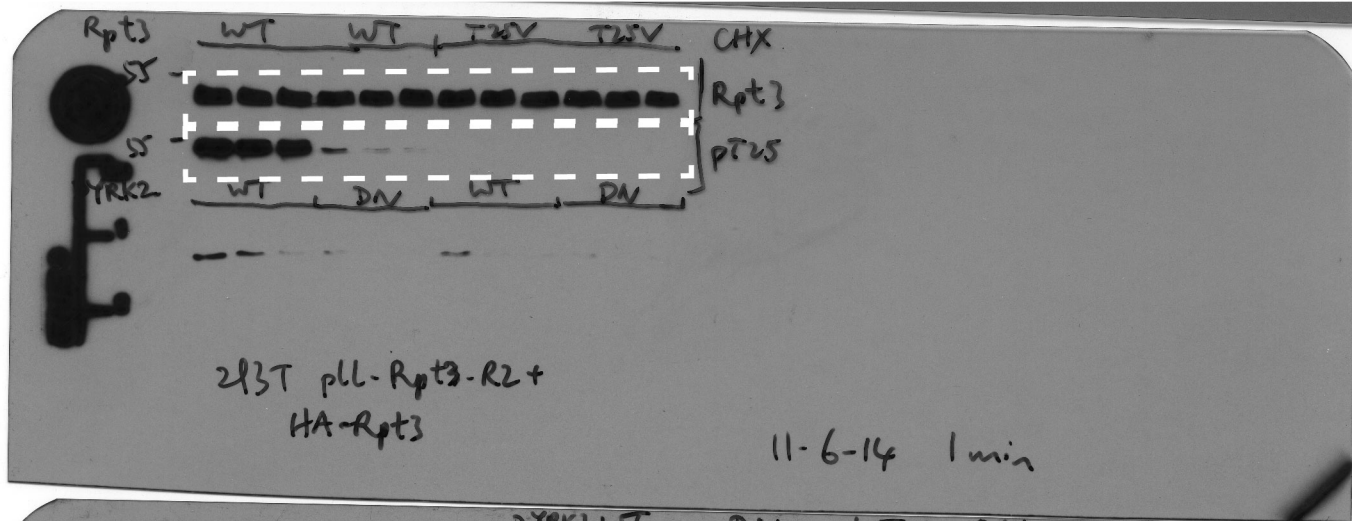 Rpt3 WT WT T25V T25V CHX
55 Rpt3
55 pT25
YRK2 WT DN WT DN
293T pLL-Rpt3-R2+
HA-Rpt3
11-6-14 1 min